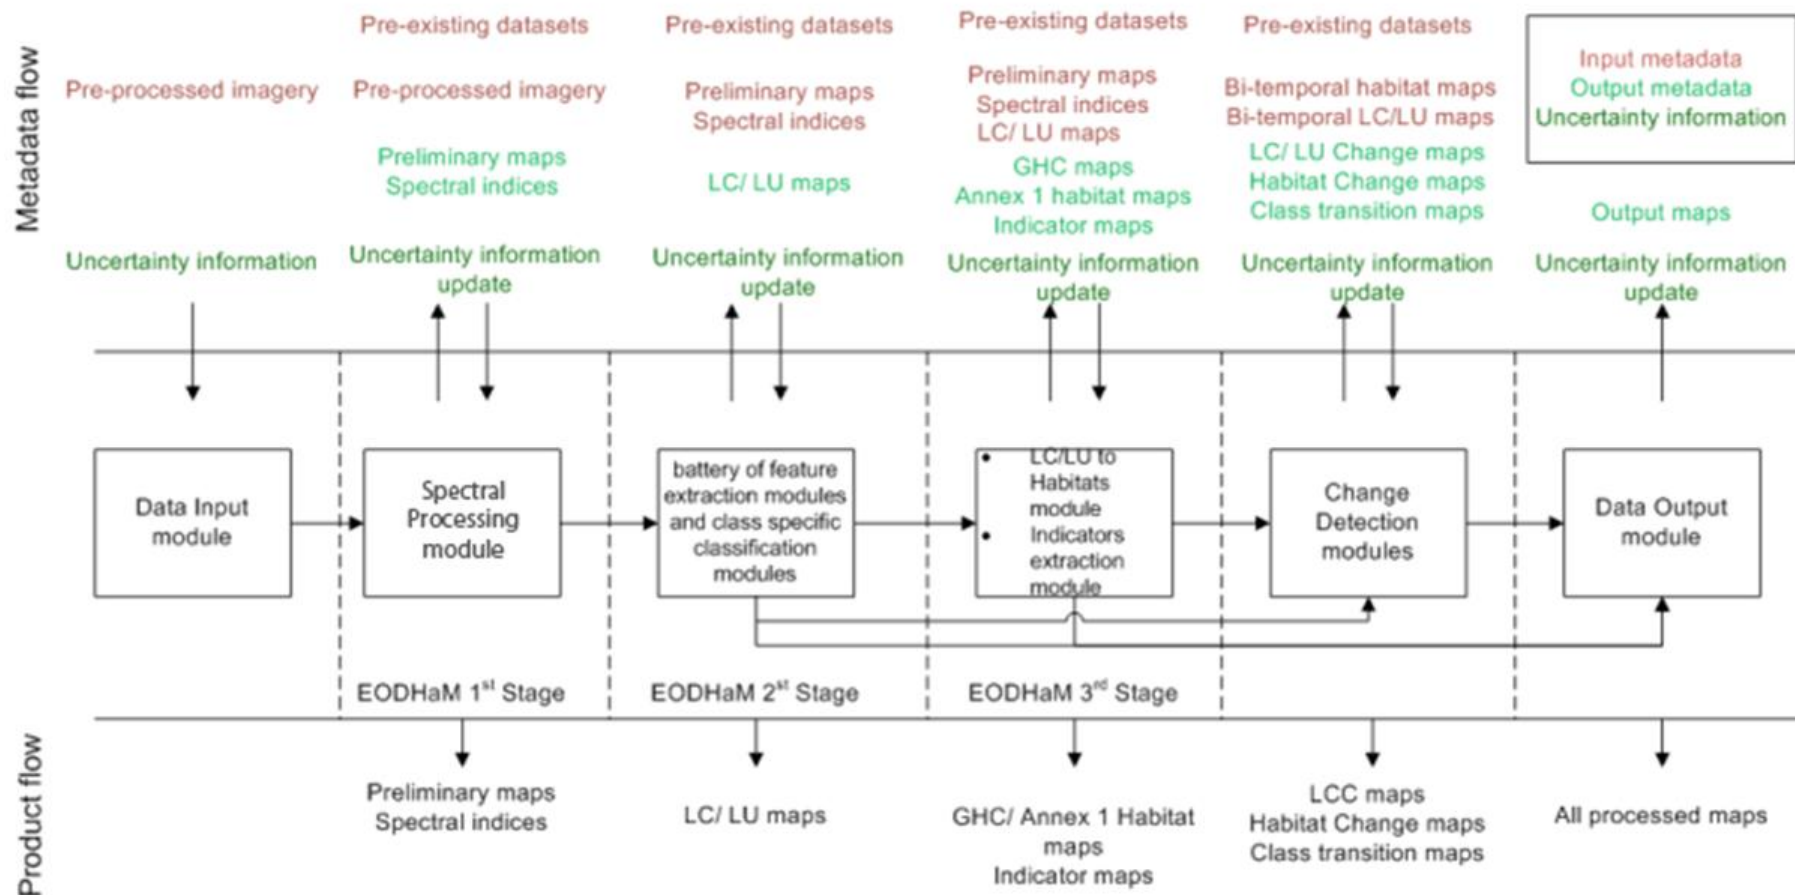 Metadata flow
Pre-processed imagery
Uncertainty information
Pre-existing datasets
Pre-processed imagery
Preliminary maps
Spectral indices
Uncertainty information
update
Pre-existing datasets
Preliminary maps
Spectral indices
LC/ LU maps
Uncertainty information
update
Pre-existing datasets
Preliminary maps
Spectral indices
LC/ LU maps
GHC maps
Annex 1 habitat maps
Indicator maps
Uncertainty information
update
Pre-existing datasets
Bi-temporal habitat maps
Bi-temporal LC/LU maps
LC/ LU Change maps
Habitat Change maps
Class transition maps
Uncertainty information
update
Input metadata
Output metadata
Uncertainty information
Output maps
Uncertainty information
update
Data Input
module
Spectral
Processing
module
battery of feature
extraction modules
and class specific
classification
modules
• LC/LU to
Habitats
module
• Indicators
extraction
module
Change
Detection
modules
Data Output
module
EODHaM 1st Stage
EODHaM 2st Stage
EODHaM 3rd Stage
Product flow
Preliminary maps
Spectral indices
LC/ LU maps
GHC/ Annex 1 Habitat
maps
Indicator maps
LCC maps
Habitat Change maps
Class transition maps
All processed maps